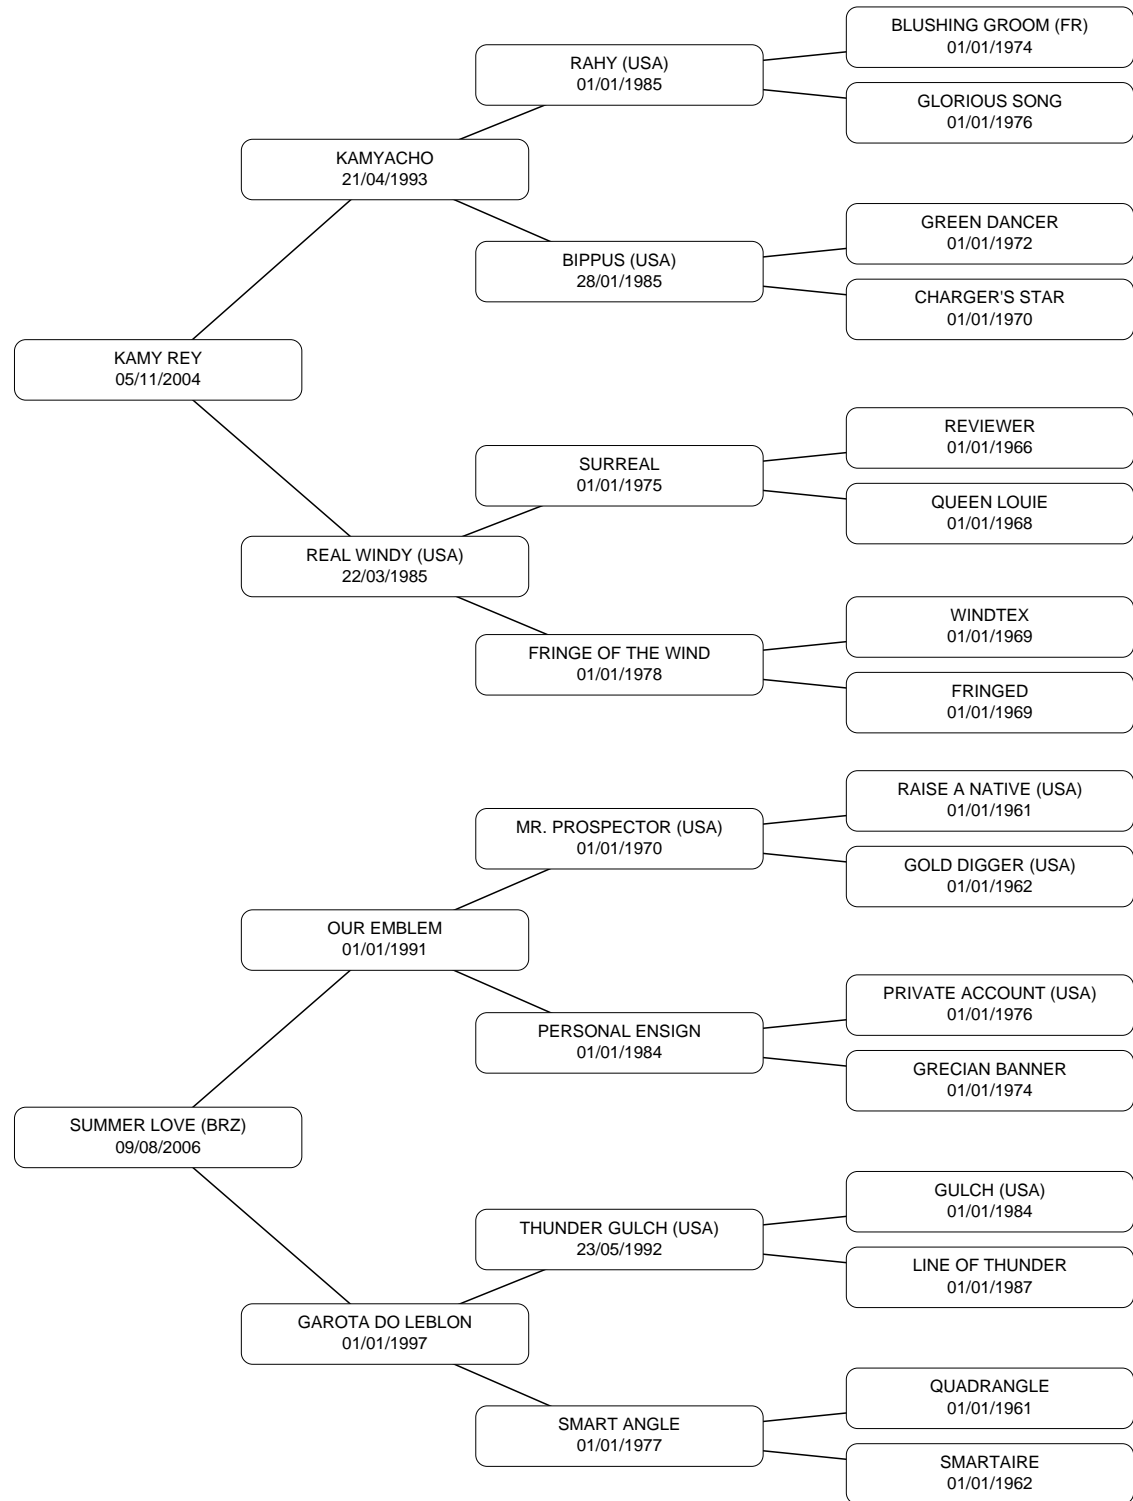 BLUSHING GROOM (FR)
01/01/1974
RAHY (USA)
01/01/1985
GLORIOUS SONG
01/01/1976
KAMYACHO
21/04/1993
GREEN DANCER
01/01/1972
BIPPUS (USA)
28/01/1985
CHARGER'S STAR
01/01/1970
KAMY REY
05/11/2004
REVIEWER
01/01/1966
SURREAL
01/01/1975
QUEEN LOUIE
01/01/1968
REAL WINDY (USA)
22/03/1985
WINDTEX
01/01/1969
FRINGE OF THE WIND
01/01/1978
FRINGED
01/01/1969
RAISE A NATIVE (USA)
01/01/1961
MR. PROSPECTOR (USA)
01/01/1970
GOLD DIGGER (USA)
01/01/1962
OUR EMBLEM
01/01/1991
PRIVATE ACCOUNT (USA)
01/01/1976
PERSONAL ENSIGN
01/01/1984
GRECIAN BANNER
01/01/1974
SUMMER LOVE (BRZ)
09/08/2006
GULCH (USA)
01/01/1984
THUNDER GULCH (USA)
23/05/1992
LINE OF THUNDER
01/01/1987
GAROTA DO LEBLON
01/01/1997
QUADRANGLE
01/01/1961
SMART ANGLE
01/01/1977
SMARTAIRE
01/01/1962